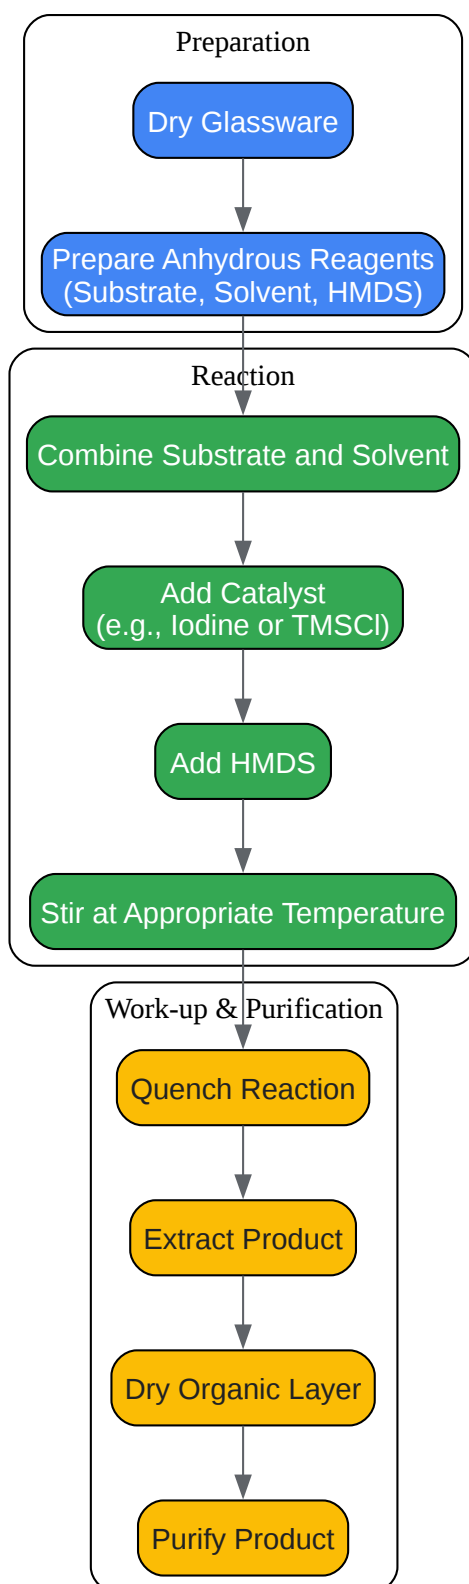 Preparation
Dry Glassware
Prepare Anhydrous Reagents
(Substrate, Solvent, HMDS)
Reaction
Combine Substrate and Solvent
Add Catalyst
(e.g., Iodine or TMSCl)
Add HMDS
Stir at Appropriate Temperature
Work-up & Purification
Quench Reaction
Extract Product
Dry Organic Layer
Purify Product